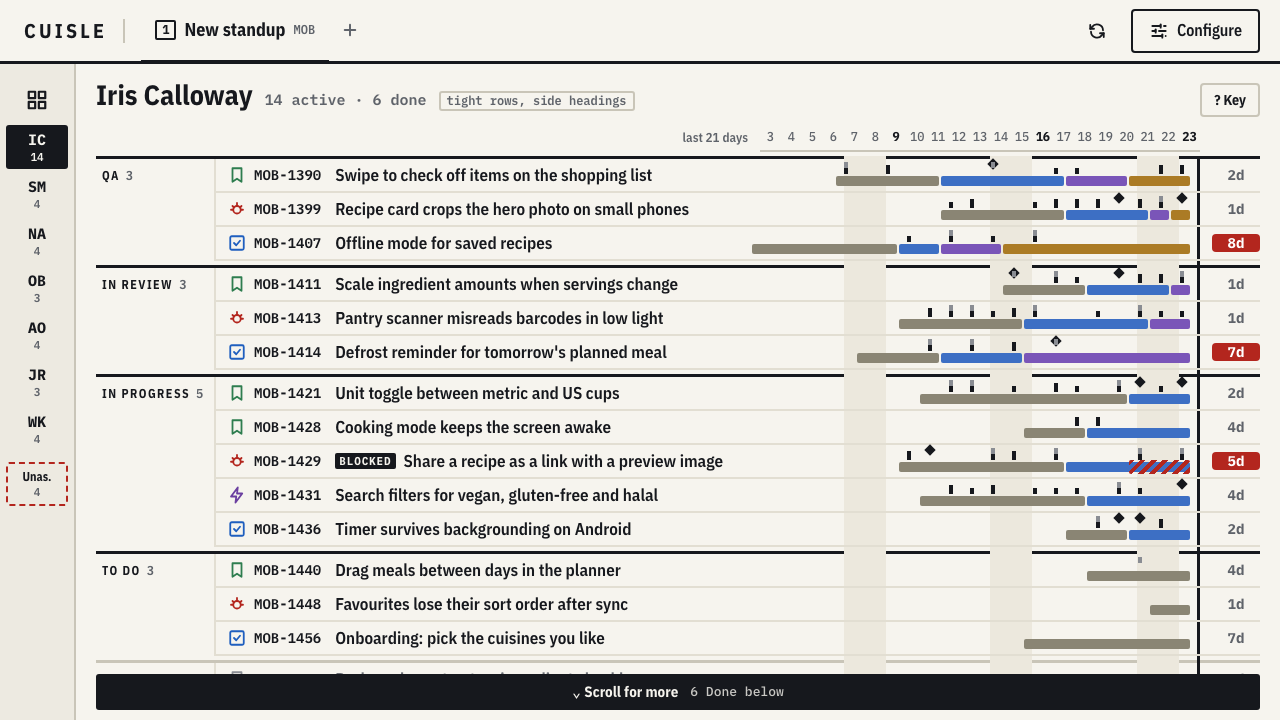 CUISLE
1 New standup MOB +
Configure
Iris Calloway 14 active · 6 done tight rows, side headings
? Key
last 21 days 3 4 5 6 7 8 9 10 11 12 13 14 15 16 17 18 19 20 21 22 23
IC
14
SM
4
NA
4
OB
3
AO
4
JR
3
WK
4
Unas.
4
QA 3
MOB-1390 Swipe to check off items on the shopping list 2d
MOB-1399 Recipe card crops the hero photo on small phones 1d
MOB-1407 Offline mode for saved recipes 8d
IN REVIEW 3
MOB-1411 Scale ingredient amounts when servings change 1d
MOB-1413 Pantry scanner misreads barcodes in low light 1d
MOB-1414 Defrost reminder for tomorrow's planned meal 7d
IN PROGRESS 5
MOB-1421 Unit toggle between metric and US cups 2d
MOB-1428 Cooking mode keeps the screen awake 4d
MOB-1429 BLOCKED Share a recipe as a link with a preview image 5d
MOB-1431 Search filters for vegan, gluten-free and halal 4d
MOB-1436 Timer survives backgrounding on Android 2d
TO DO 3
MOB-1440 Drag meals between days in the planner 4d
MOB-1448 Favourites lose their sort order after sync 1d
MOB-1456 Onboarding: pick the cuisines you like 7d
Scroll for more 6 Done below